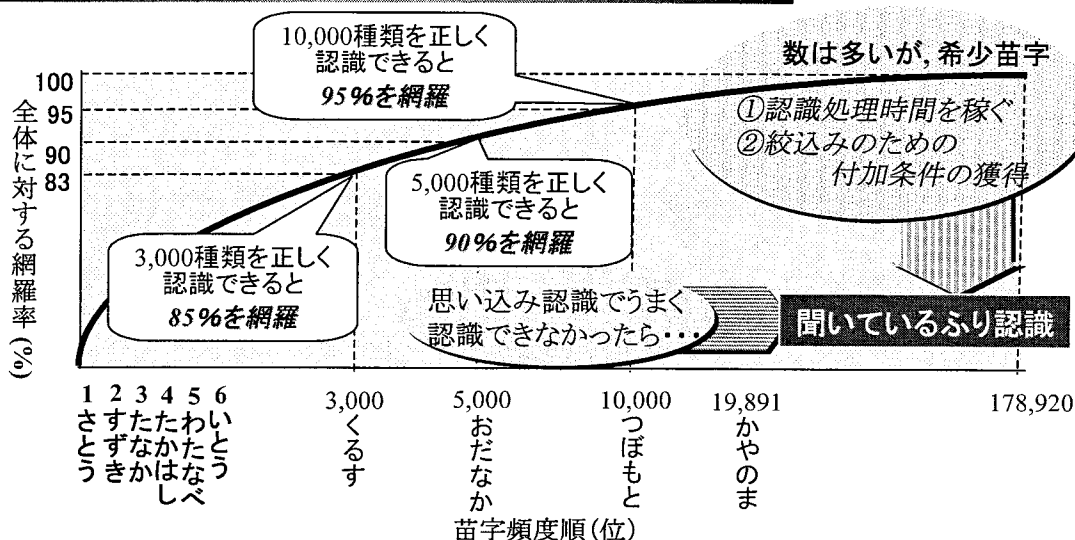 10,000種類を正しく
認識できると
95%を網羅
数は多いが, 希少苗字
①認識処理時間を稼ぐ
②絞込みのための
付加条件の獲得
5,000種類を正しく
認識できると
90%を網羅
3,000種類を正しく
認識できると
85%を網羅
思い込み認識でうまく
認識できなかったら・・・
聞いているふり認識
全体に対する網羅率 (%)
100
95
90
83
1 さとう
2 すずき
3 たなか
4 たかはし
5 わたなべ
6 いとう
3,000 くるす
5,000 おだなか
10,000 つぼもと
19,891 かやのま
178,920
苗字頻度順(位)